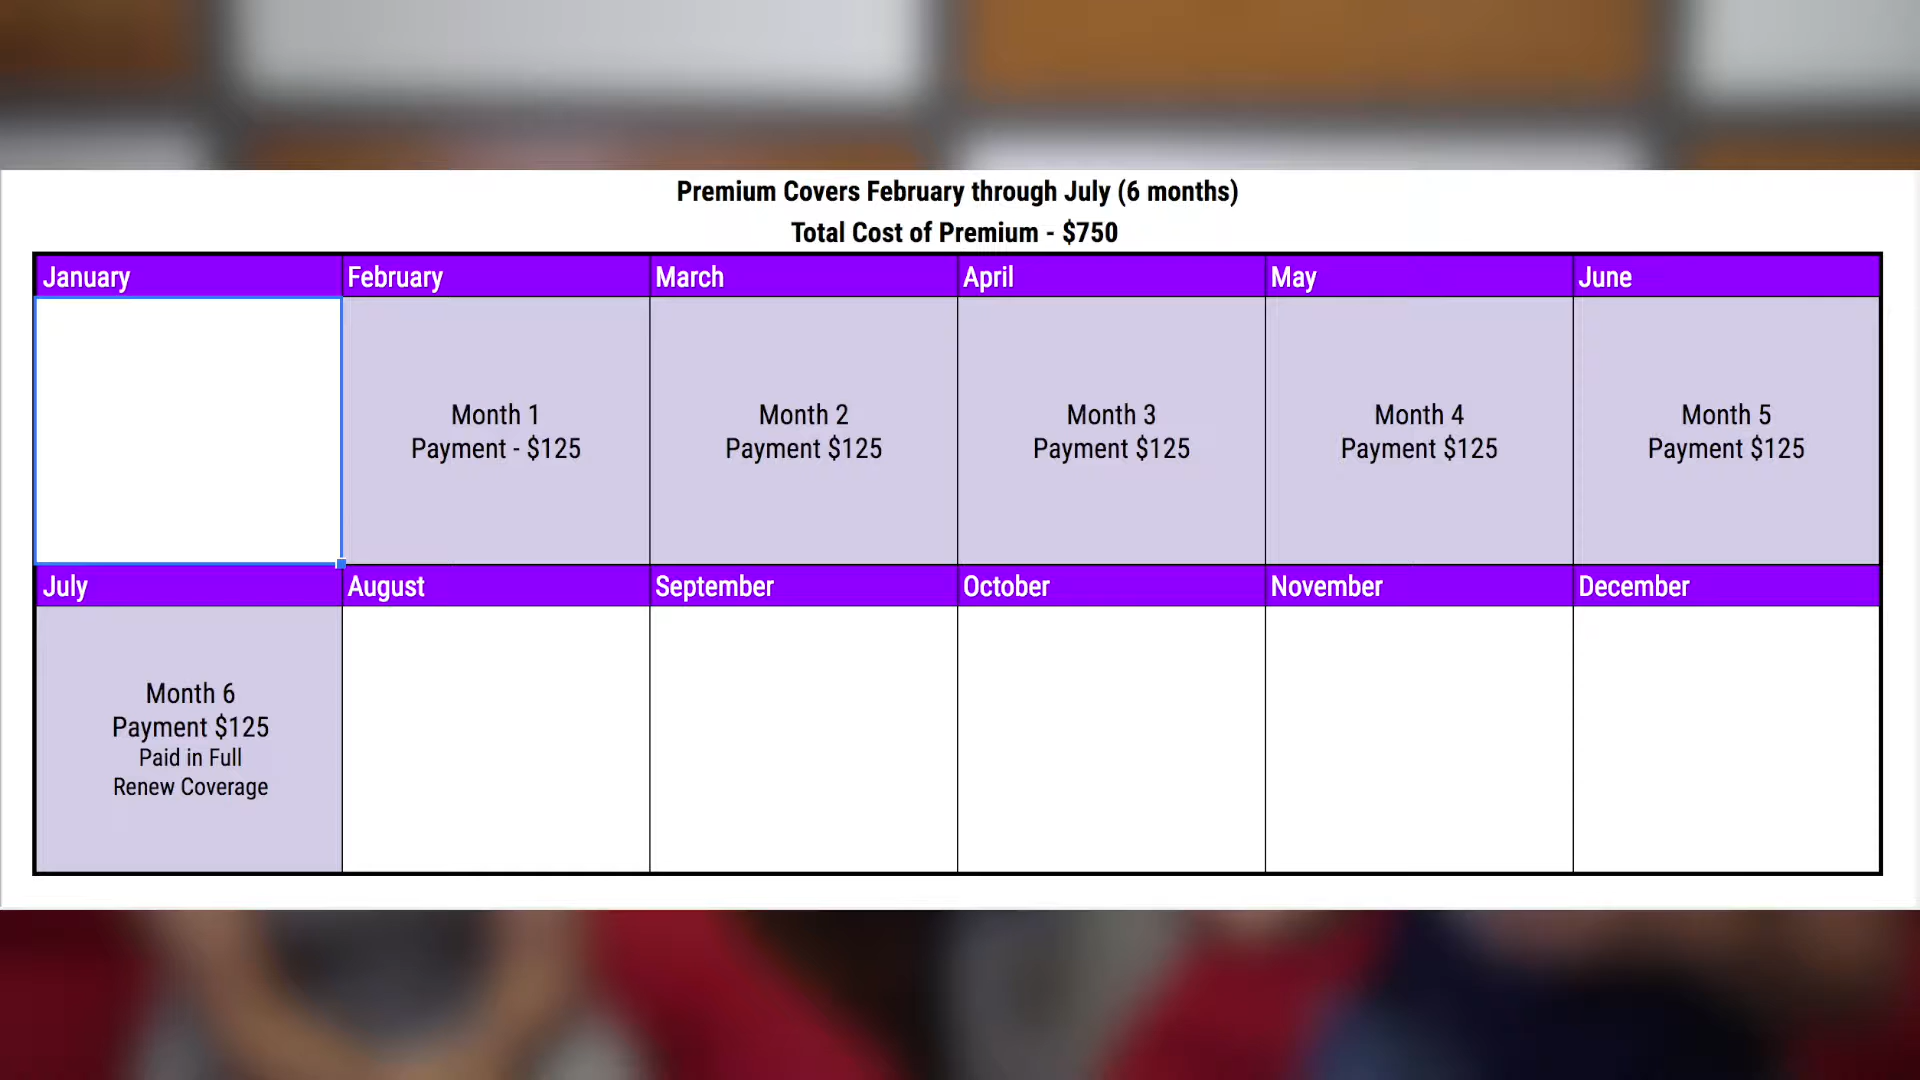 Premium Covers February through July (6 months)
Total Cost of Premium - $750
January February March April May June
Month 1 Month 2 Month 3 Month 4 Month 5
Payment - $125 Payment $125 Payment $125 Payment $125 Payment $125
July August September October November December
Month 6
Payment $125
Paid in Full
Renew Coverage